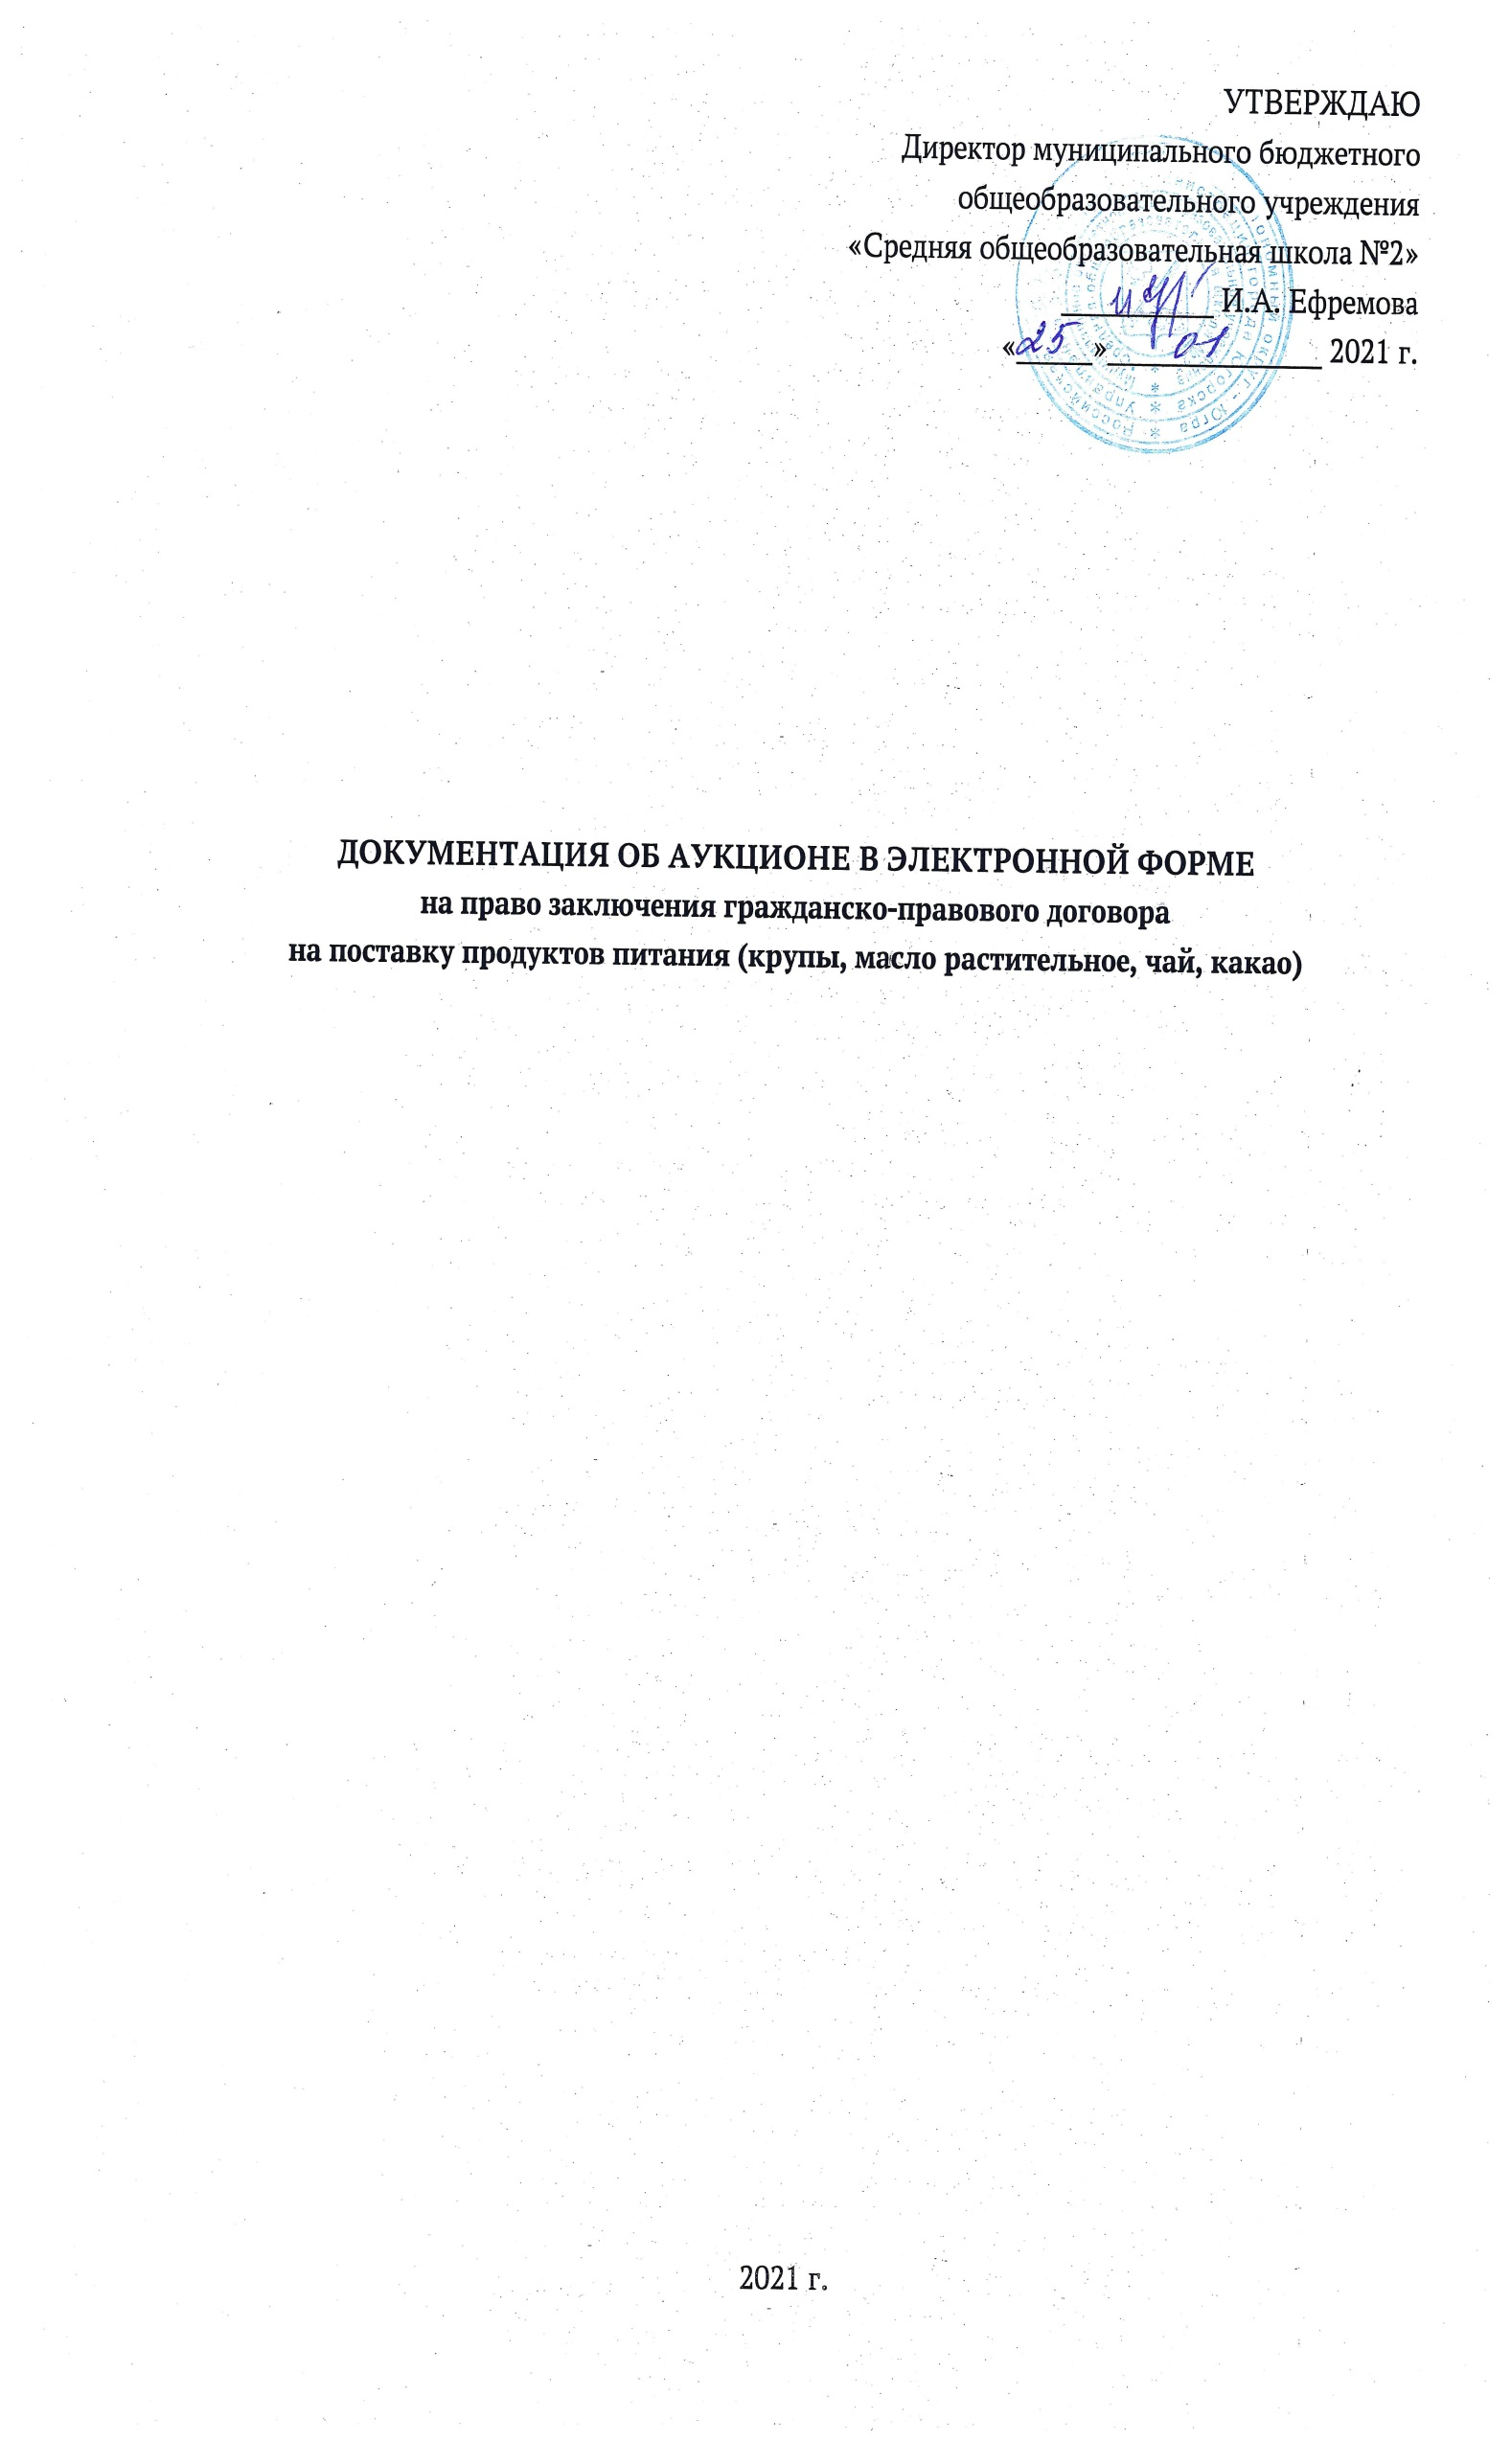 УТВЕРЖДАЮ
Директор муниципального бюджетного
общеобразовательного учреждения
«Средняя общеобразовательная школа №2»
И.А. Ефремова
«25» 01 2021 г.
ДОКУМЕНТАЦИЯ ОБ АУКЦИОНЕ В ЭЛЕКТРОННОЙ ФОРМЕ
на право заключения гражданско-правового договора
на поставку продуктов питания (крупы, масло растительное, чай, какао)
2021 г.